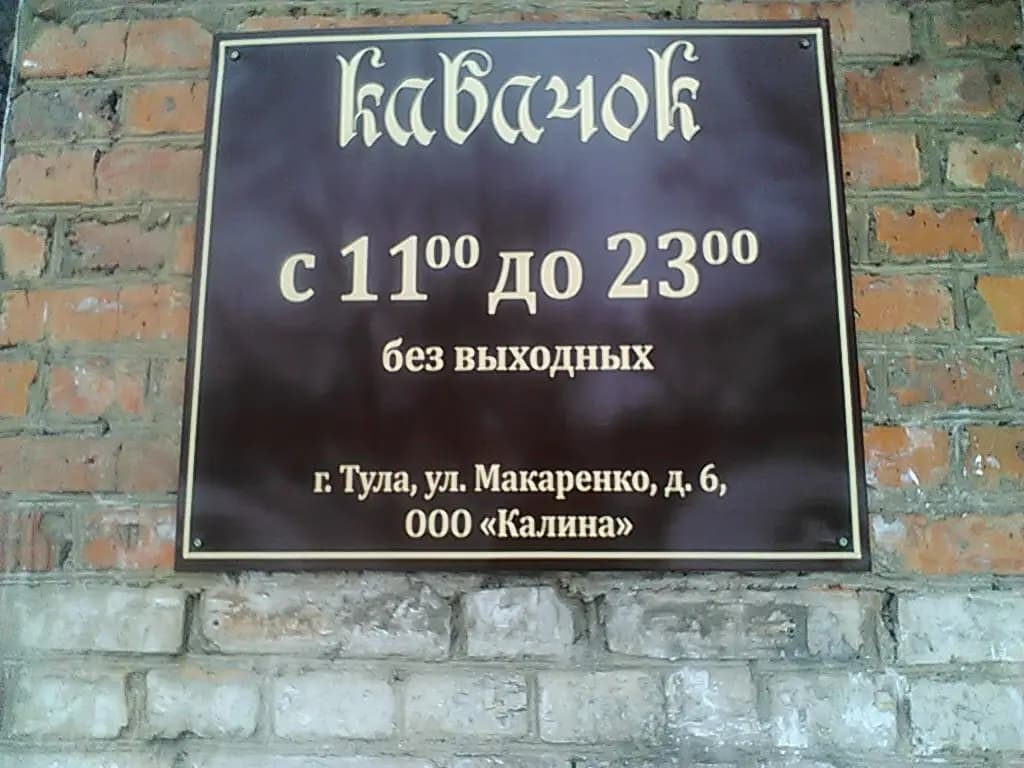 кабачок
с 11⁰⁰ до 23⁰⁰
без выходных
г. Тула, ул. Макаренко, д. 6,
ООО «Калина»